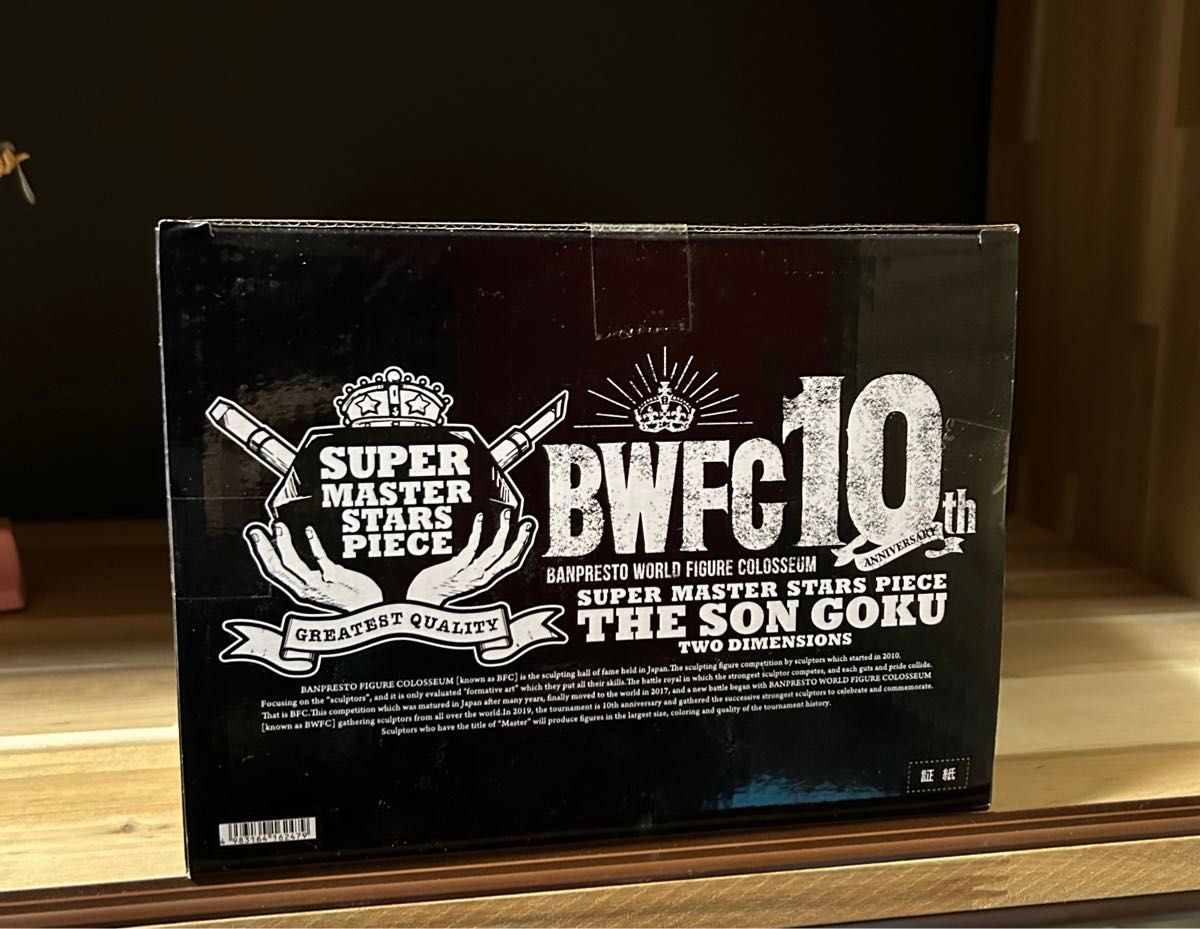 SUPER
MASTER
STARS
PIECE
GREATEST QUALITY
BWFC10th
ANNIVERSARY
BANPRESTO WORLD FIGURE COLOSSEUM
SUPER MASTER STARS PIECE
THE SON GOKU
TWO DIMENSIONS
BANPRESTO FIGURE COLOSSEUM [known as BFC] is the sculpting hall of fame held in Japan.The sculpting figure competition by sculptors which started in 2010.
Focusing on the "sculptors", and it is only evaluated "formative art" which they put all their skills.The battle royal in which the strongest sculptor competes, and each guts and pride collide.
That is BFC.This competition which was matured in Japan after many years, finally moved to the world in 2017, and a new battle began with BANPRESTO WORLD FIGURE COLOSSEUM
[known as BWFC] gathering sculptors from all over the world.In 2019, the tournament is 10th anniversary and gathered the successive strongest sculptors to celebrate and commemorate.
Sculptors who have the title of "Master" will produce figures in the largest size, coloring and quality of the tournament history.
証 紙
4 983164 162479